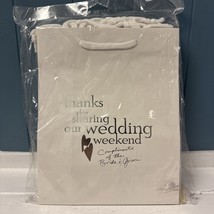 thanks
for
sharing
our wedding
weekend
Compliments
of the
Bride & Groom